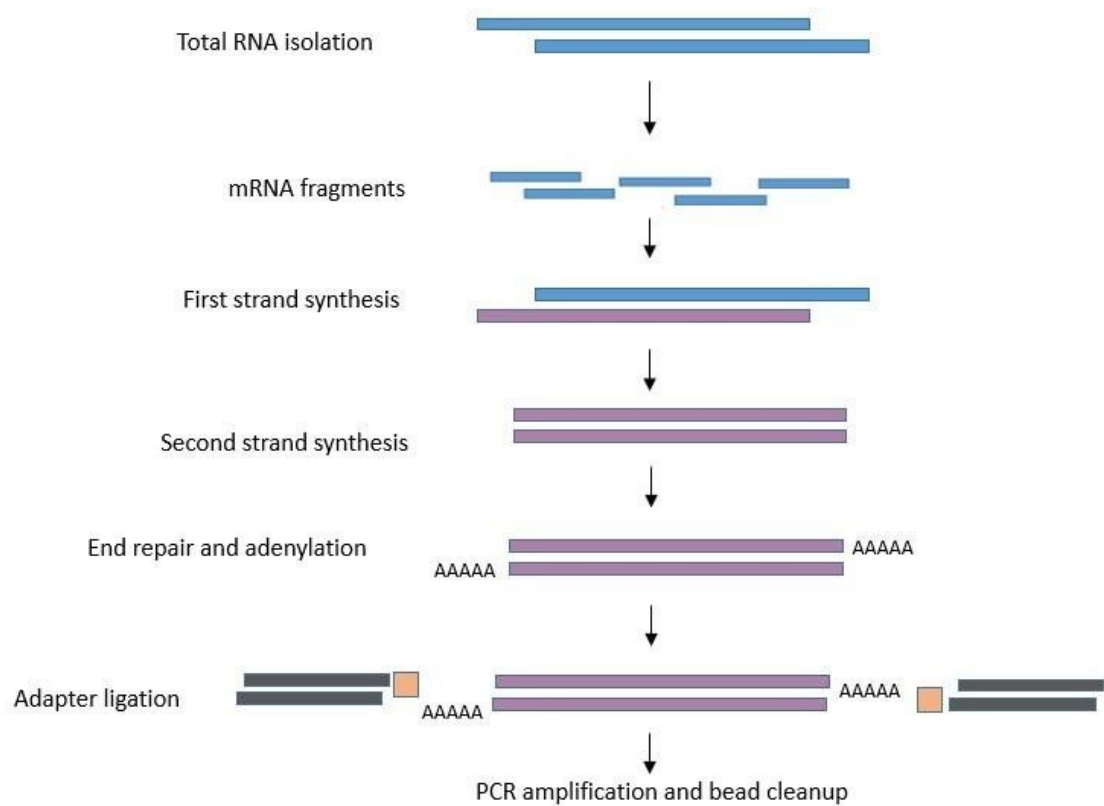 Total RNA isolation
mRNA fragments
First strand synthesis
Second strand synthesis
End repair and adenylation
AAAAA
AAAAA
Adapter ligation
AAAAA
AAAAA
PCR amplification and bead cleanup